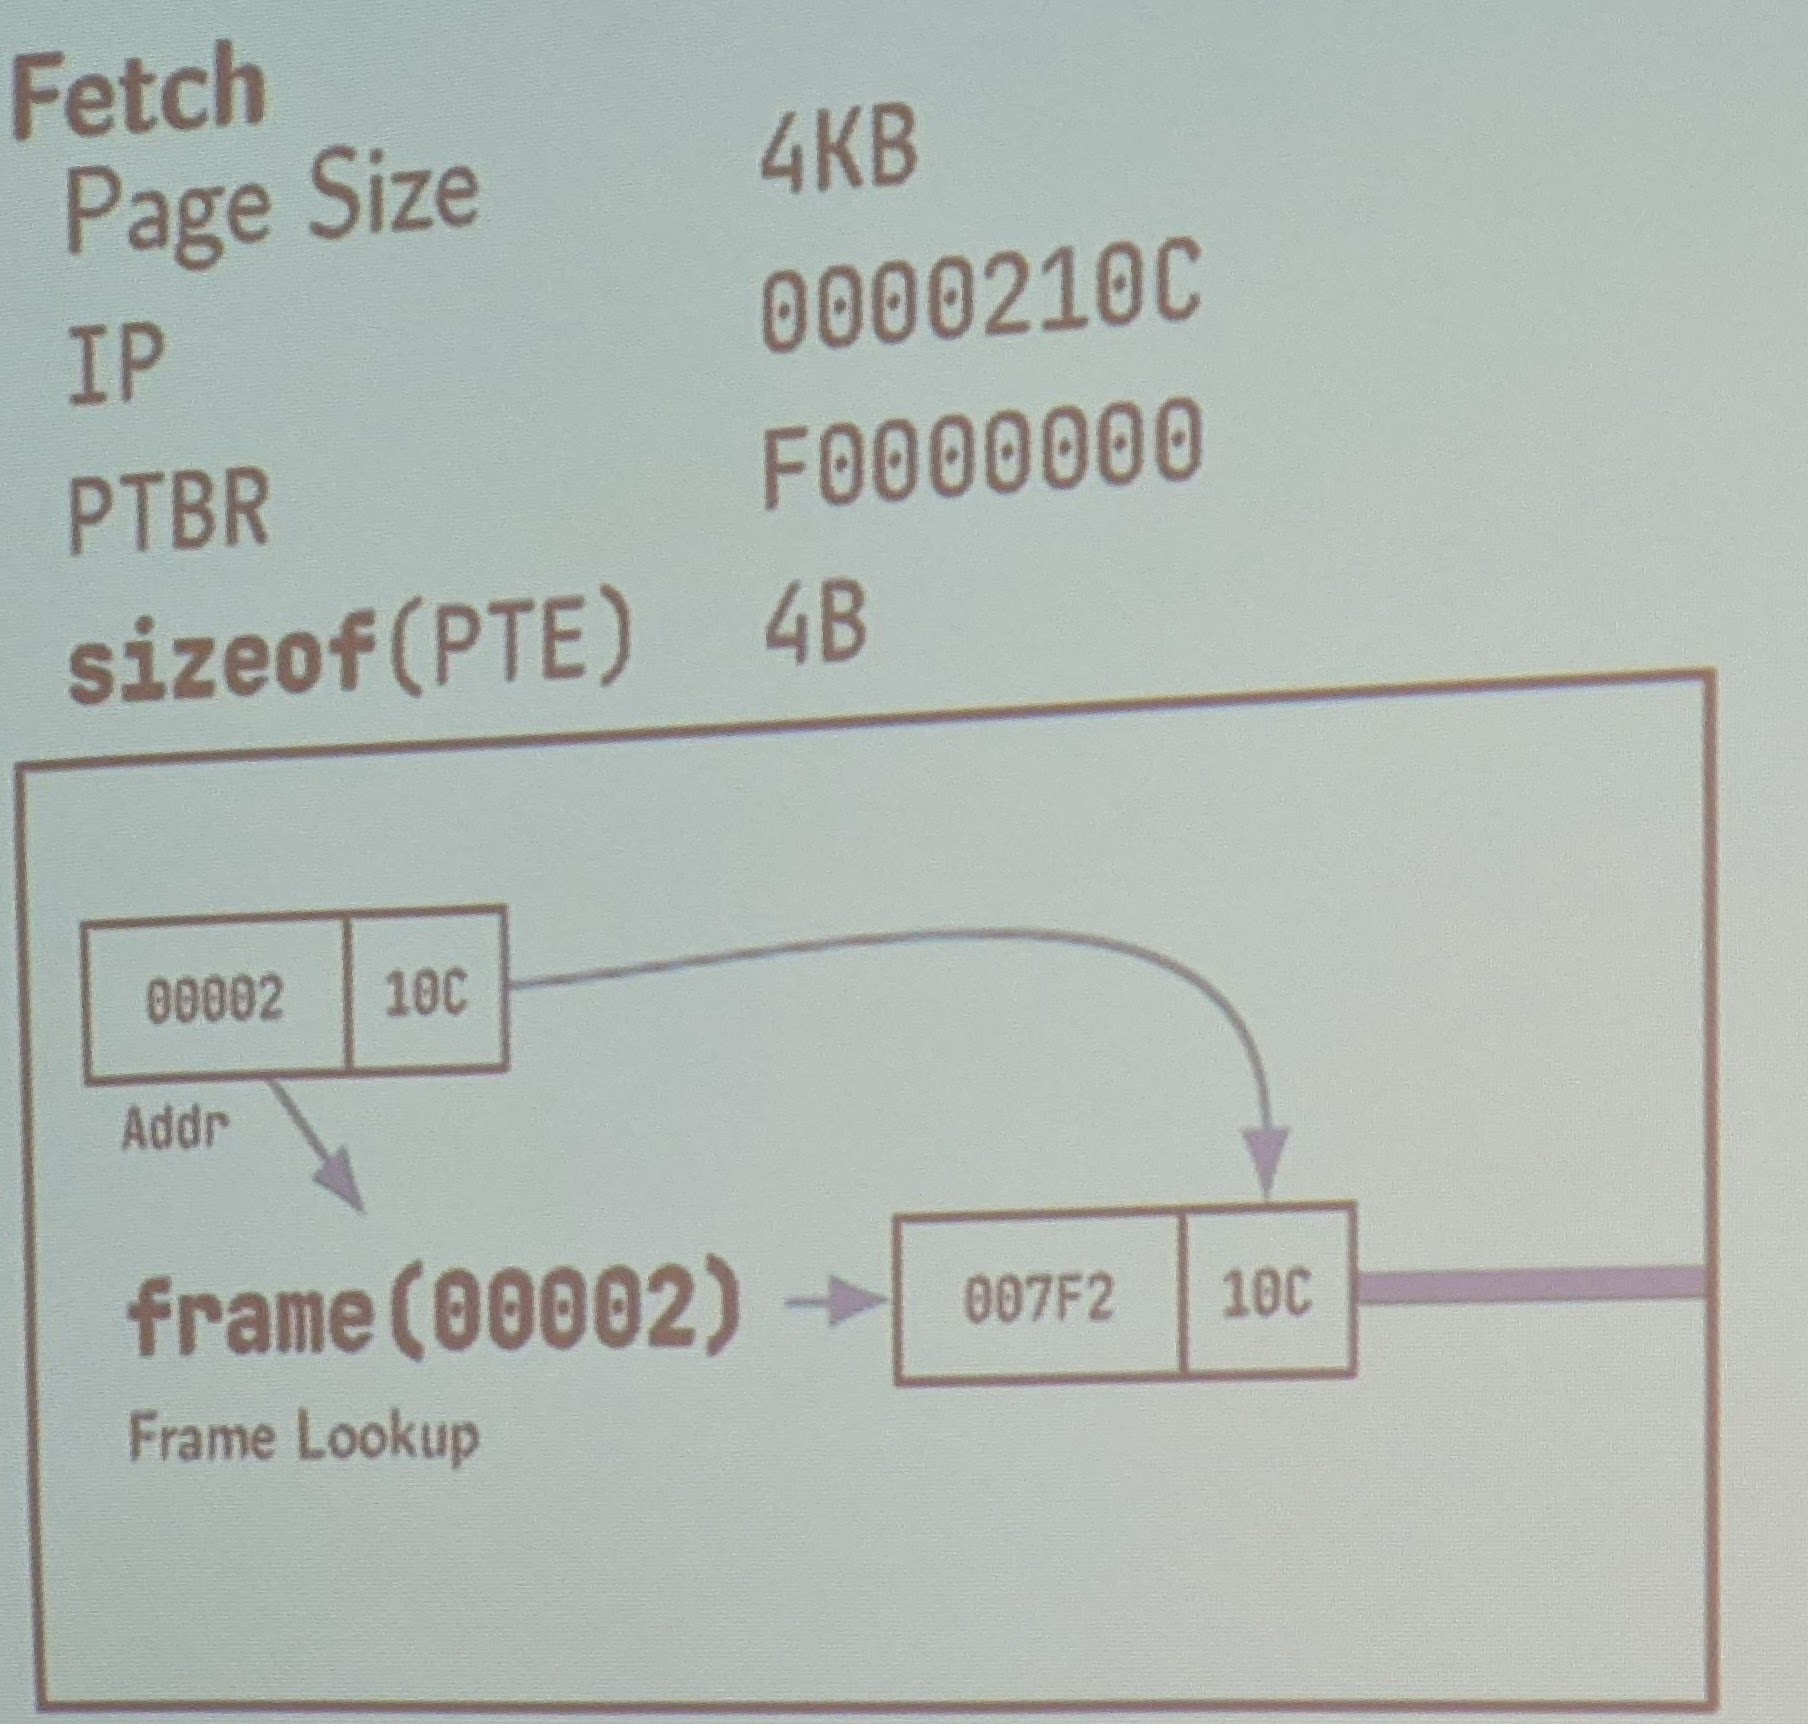 Fetch
Page Size 4KB
IP 0000210C
PTBR F0000000
sizeof(PTE) 4B
00002 10C
Addr
frame(00002) 007F2 10C
Frame Lookup